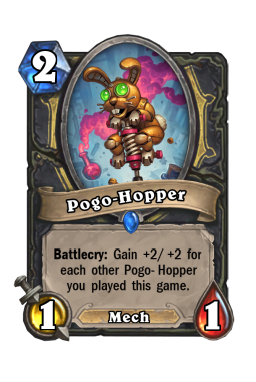 2
Pogo-Hopper
Battlecry: Gain +2/ +2 for
each other Pogo- Hopper
you played this game.
1
Mech
1